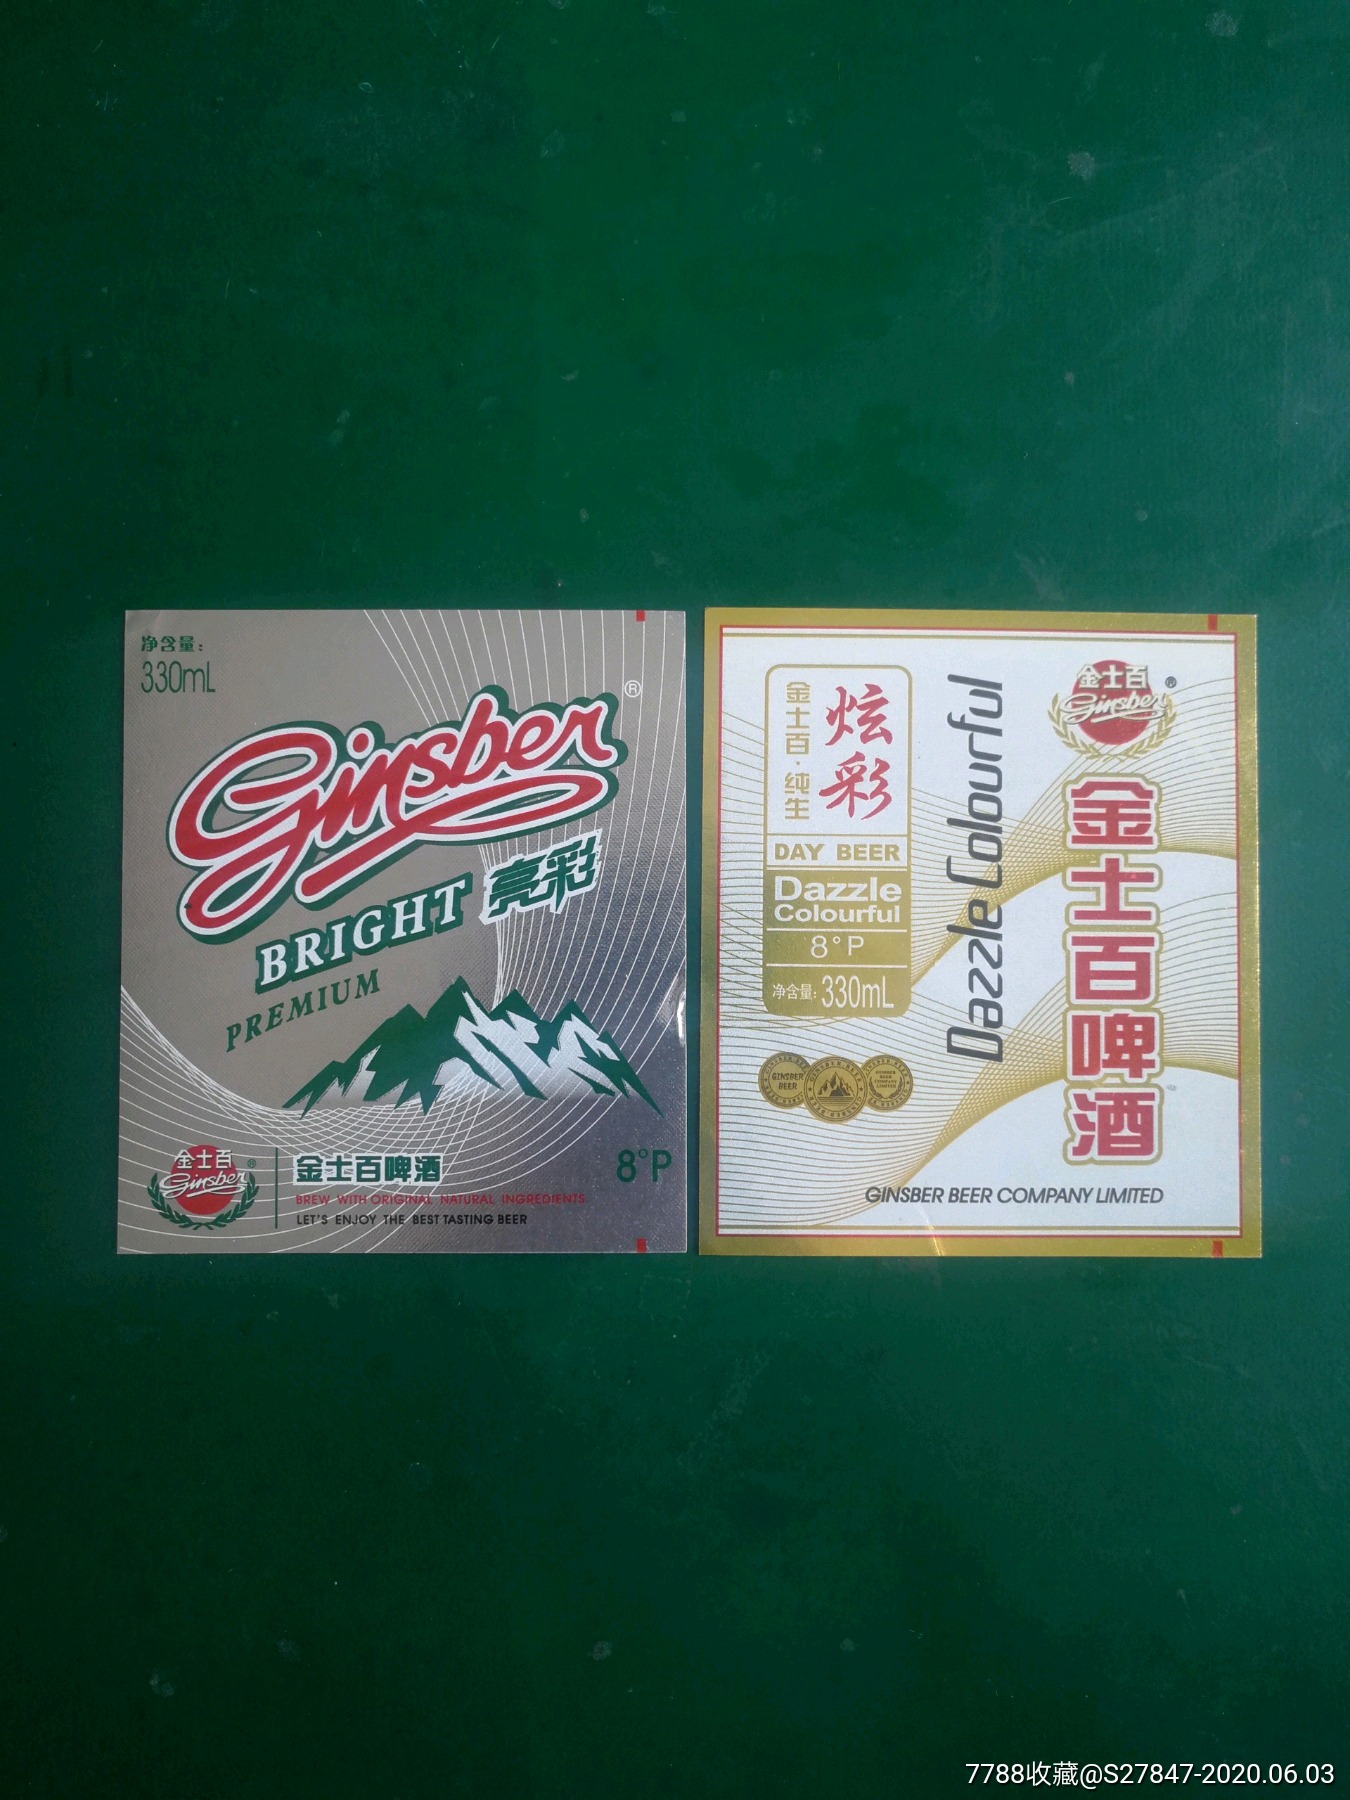 净含量：
330mL
Ginsber®
BRIGHT 亮彩
PREMIUM
金士百
Ginsber
®
金士百啤酒
BREW WITH ORIGINAL NATURAL INGREDIENTS
LET'S ENJOY THE BEST TASTING BEER
8°P
金士百·纯生
炫彩
DAY BEER
Dazzle
Colourful
8°P
净含量：330mL
GINSBER
BEER
Dazzle Colourful
金士百
Ginsber
®
金士百啤酒
GINSBER BEER COMPANY LIMITED
7788收藏@S27847-2020.06.03